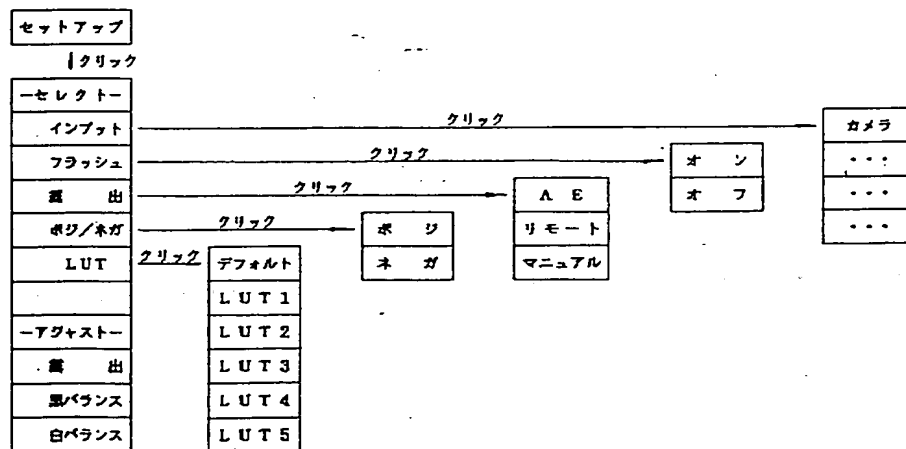 セットアップ
クリック
ーセレクトー
インプット クリック カメラ
フラッシュ クリック オン ・・・
露出 クリック AE オフ ・・・
ポジ/ネガ クリック ポジ リモート ・・・
LUT クリック デフォルト ネガ マニュアル
LUT1
ーアジャストー LUT2
露出 LUT3
黒バランス LUT4
白バランス LUT5